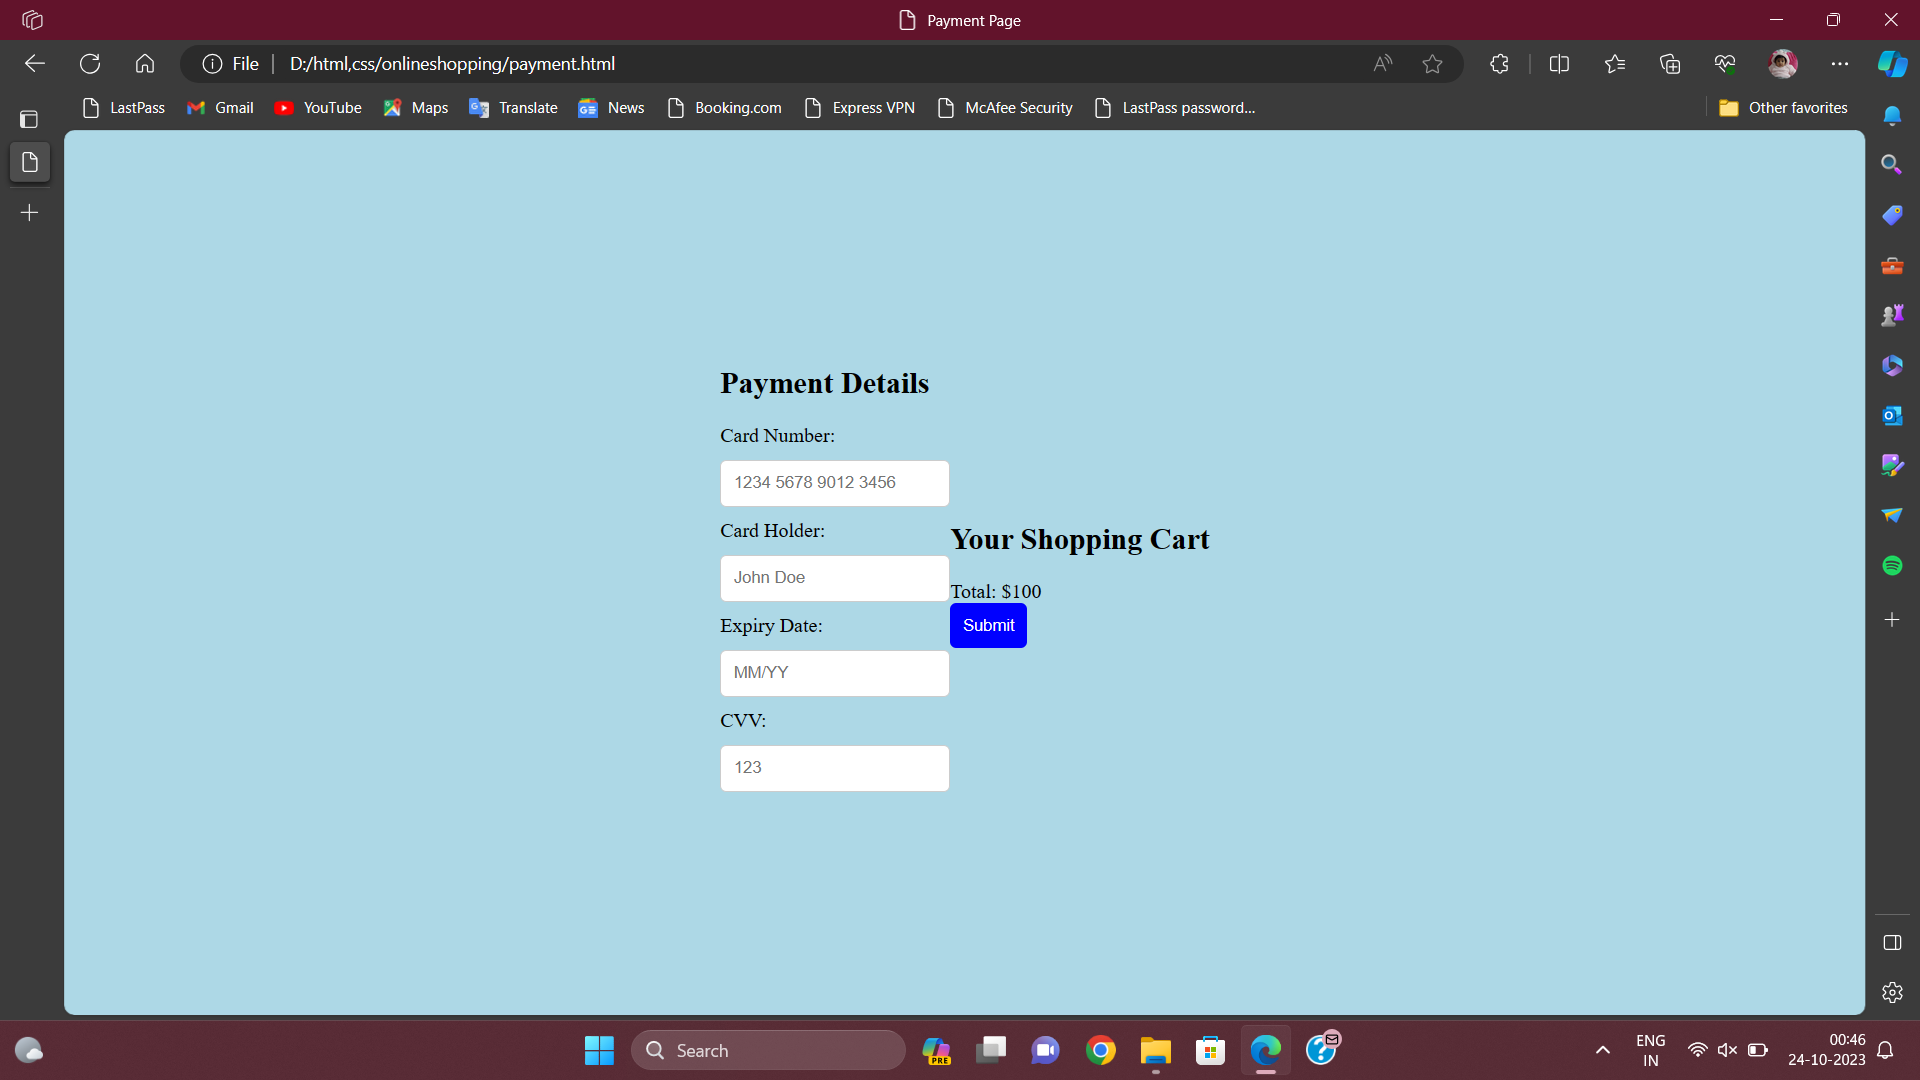 Payment Page
File
D:/html,css/onlineshopping/payment.html
LastPass
Gmail
YouTube
Maps
Translate
News
Booking.com
Express VPN
McAfee Security
LastPass password...
Other favorites
Payment Details
Card Number:
1234 5678 9012 3456
Card Holder:
John Doe
Expiry Date:
MM/YY
CVV:
123
Your Shopping Cart
Total: $100
Submit
Search
PRE
ENG
IN
00:46
24-10-2023